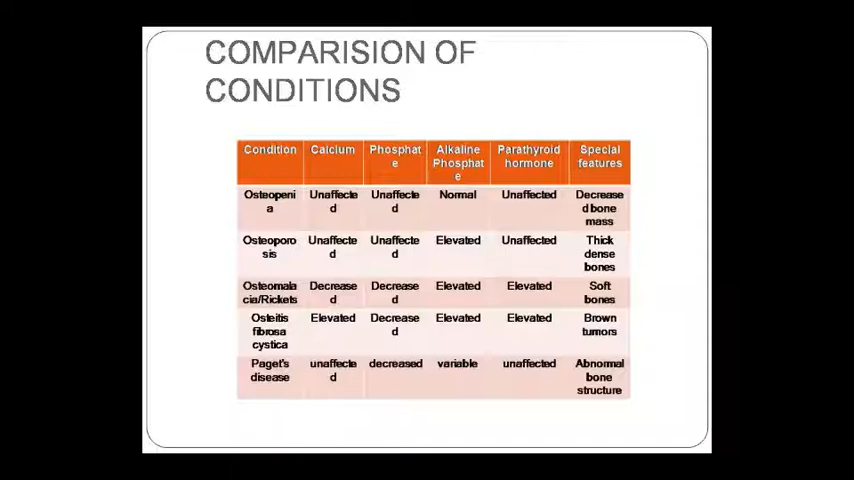 COMPARISION OF
CONDITIONS
Condition Calcium Phosphat Alkaline Parathyroid Special
e Phosphat hormone features
e
Osteopeni Unaffecte Unaffecte Normal Unaffected Decrease
a d d d bone
mass
Osteoporo Unaffecte Unaffecte Elevated Unaffected Thick
sis d d dense
bones
Osteomala Decrease Decrease Elevated Elevated Soft
cia/Rickets d d bones
Osteitis Elevated Decrease Elevated Elevated Brown
fibrosa d tumors
cystica
Paget's unaffecte decreased variable unaffected Abnormal
disease d bone
structure